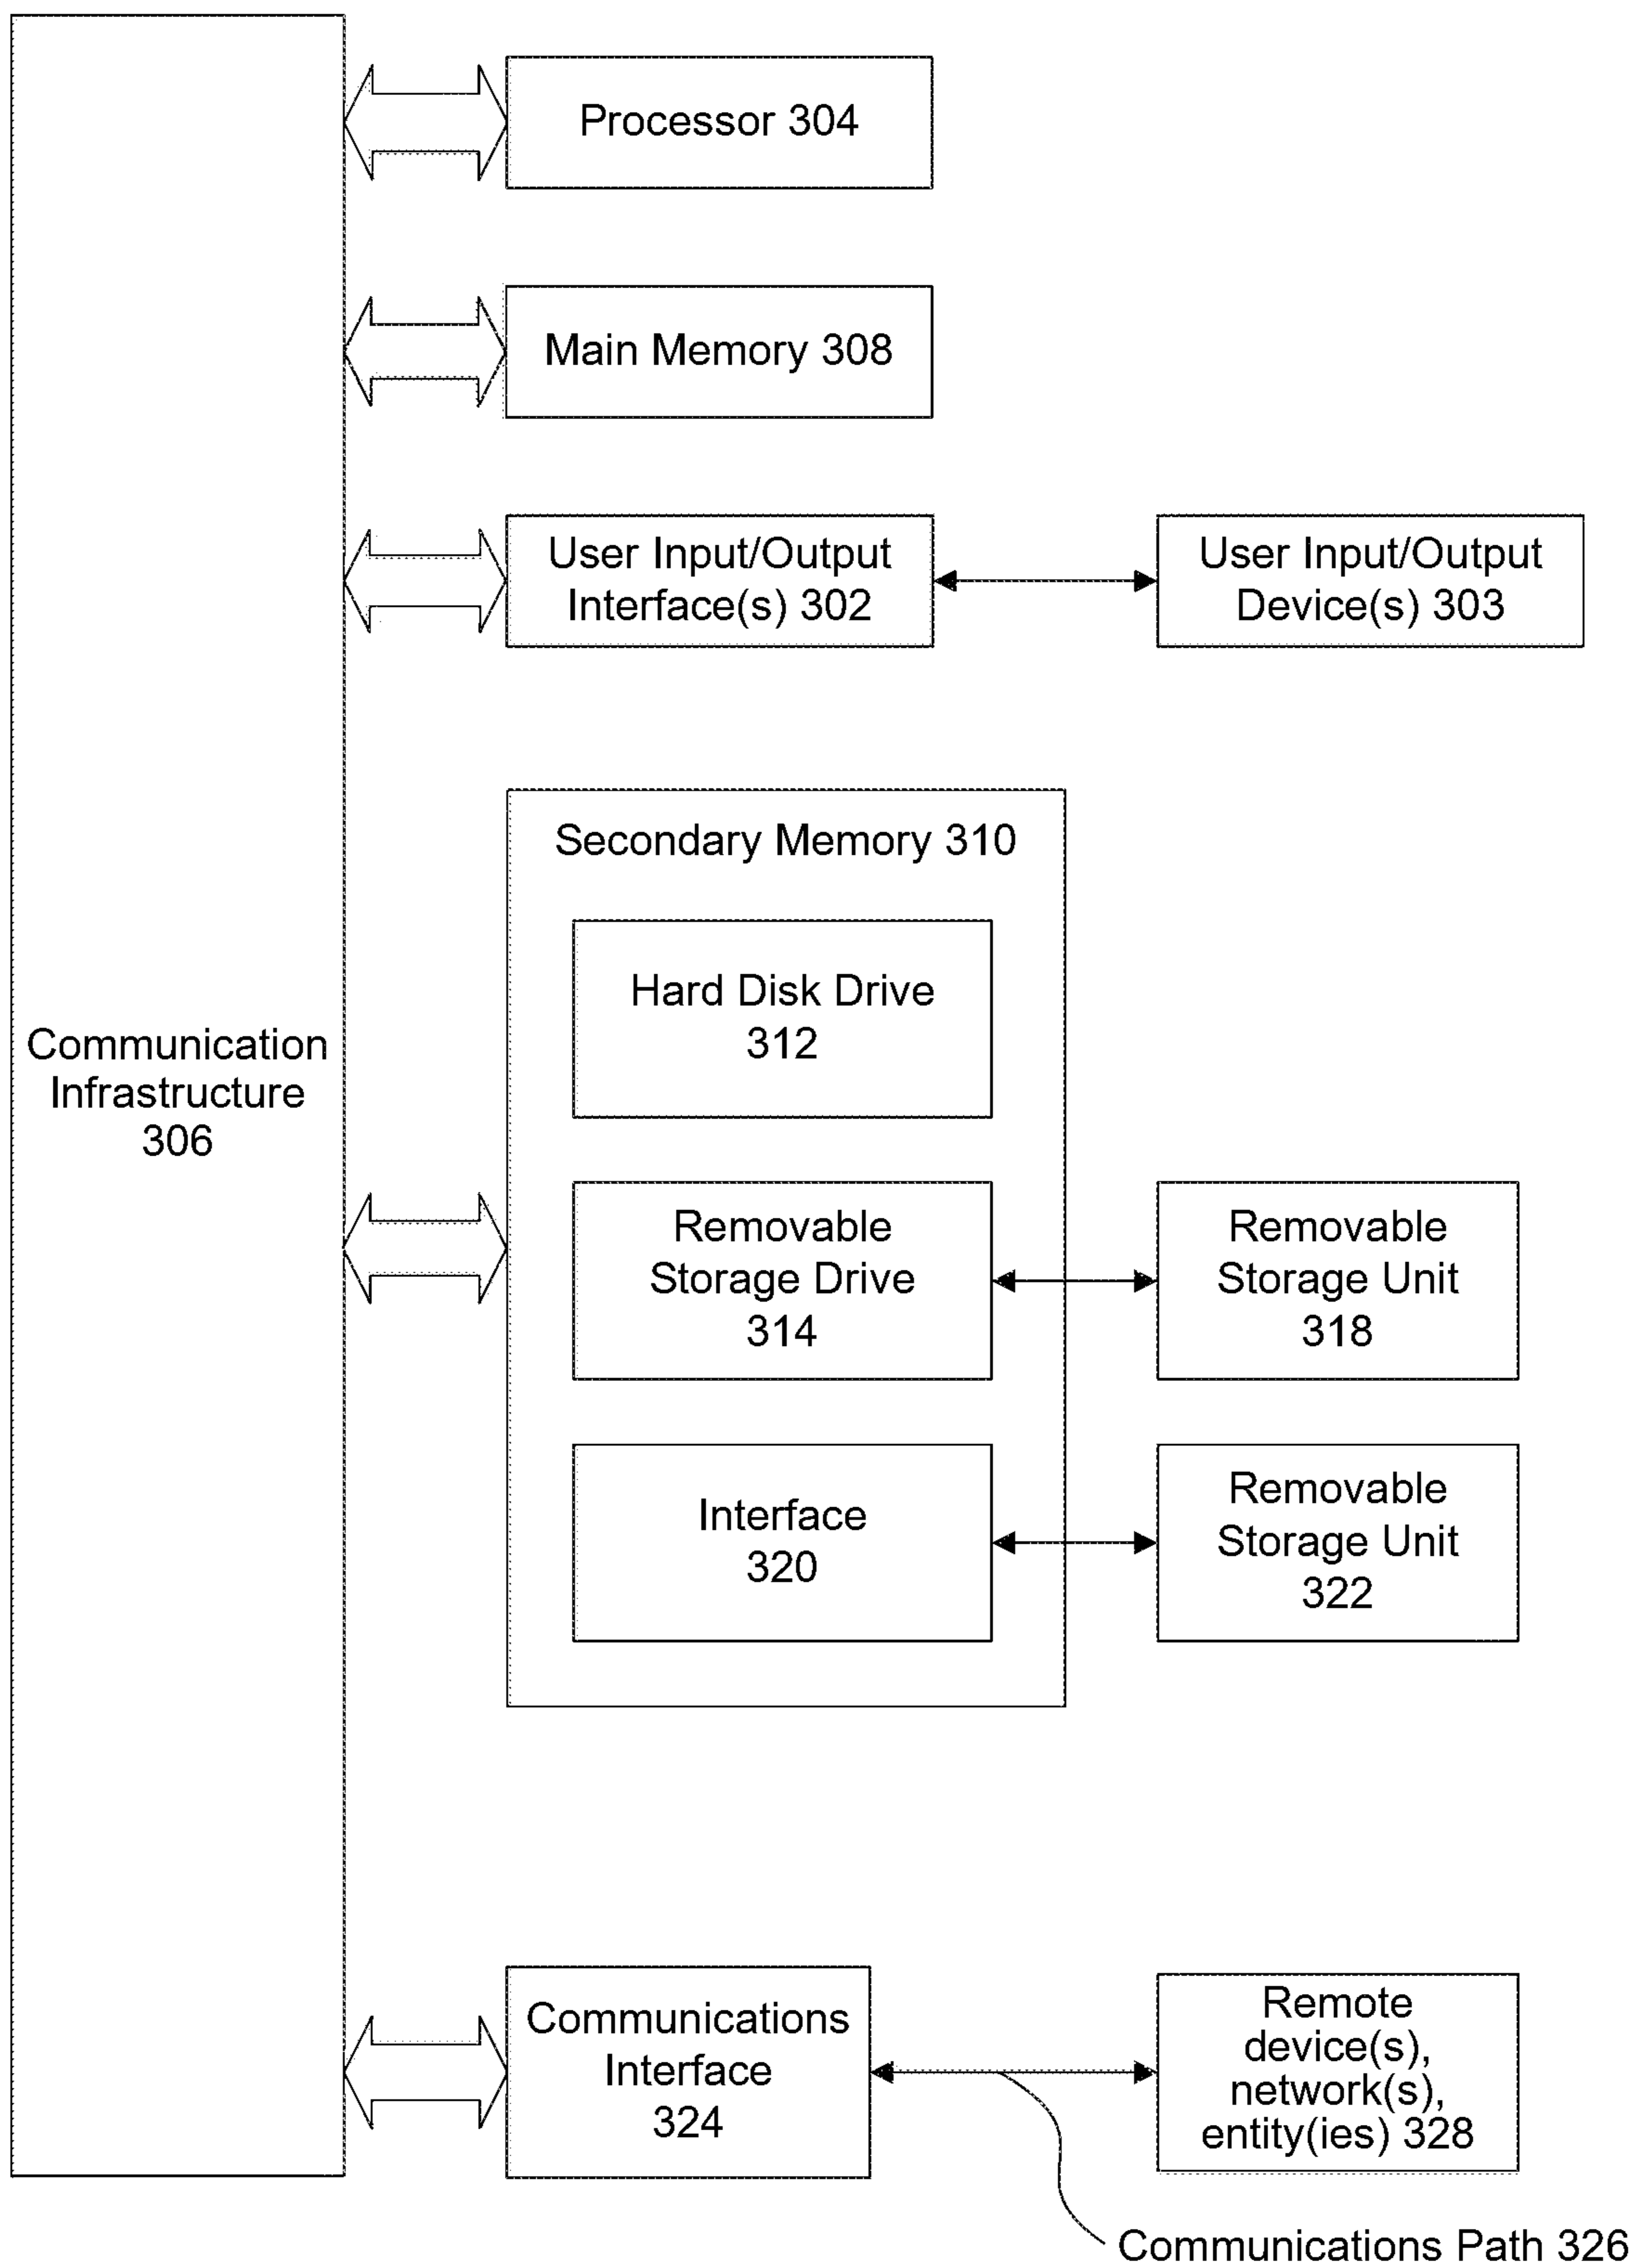 Processor 304
Main Memory 308
User Input/Output
Interface(s) 302
User Input/Output
Device(s) 303
Secondary Memory 310
Hard Disk Drive
312
Communication
Infrastructure
306
Removable
Storage Drive
314
Removable
Storage Unit
318
Interface
320
Removable
Storage Unit
322
Communications
Interface
324
Remote
device(s),
network(s),
entity(ies) 328
Communications Path 326